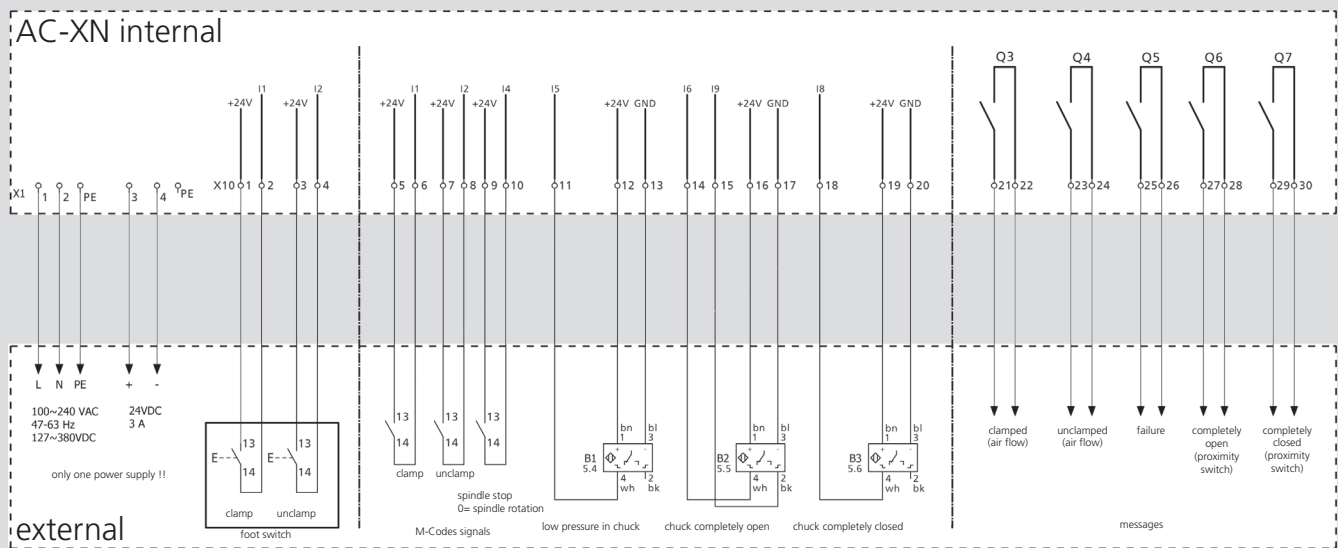 AC-XN internal
Q3 Q4 Q5 Q6 Q7
I1 I2 I1 I2 I4 I5 I6 I9 I8
+24V +24V +24V +24V +24V +24V GND +24V GND +24V GND
X1 1 2 PE 3 4 PE X10 1 2 3 4 5 6 7 8 9 10 11 12 13 14 15 16 17 18 19 20 21 22 23 24 25 26 27 28 29 30
L N PE + -
100~240 VAC
47-63 Hz
127~380VDC
24VDC
3 A
only one power supply !!
E 13
14
E 13
14
clamp unclamp
foot switch
13
14
13
14
13
14
clamp unclamp
spindle stop
0= spindle rotation
M-Codes signals
bn bl
1 3
B1
5.4
+ -
4 2
wh bk
low pressure in chuck
bn bl
1 3
B2
5.5
+ -
4 2
wh bk
chuck completely open
bn bl
1 3
B3
5.6
+ -
4 2
wh bk
chuck completely closed
clamped
(air flow)
unclamped
(air flow)
failure
completely
open
(proximity
switch)
completely
closed
(proximity
switch)
messages
external